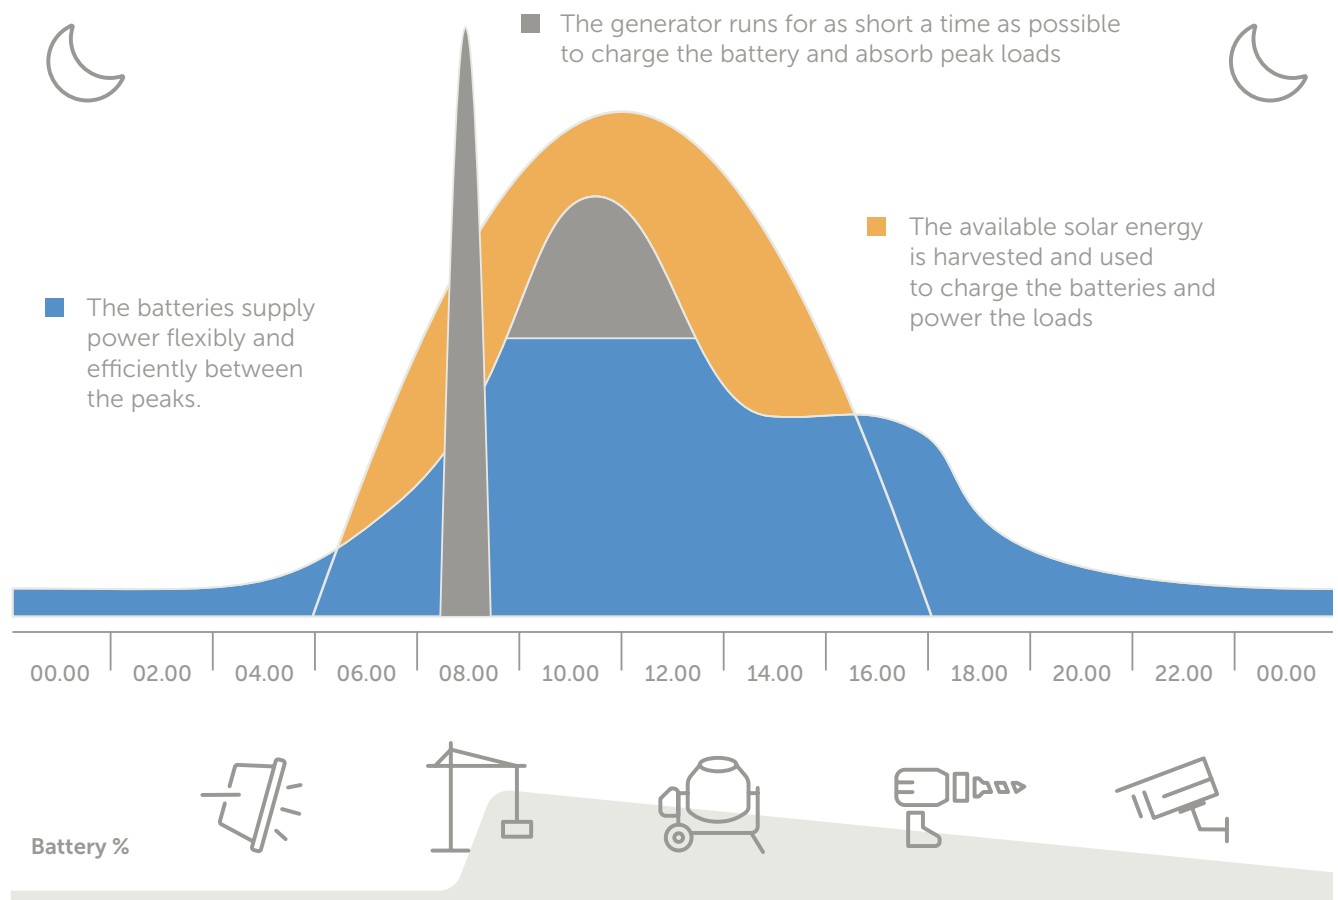 The generator runs for as short a time as possible
to charge the battery and absorb peak loads
The available solar energy
is harvested and used
to charge the batteries and
power the loads
The batteries supply
power flexibly and
efficiently between
the peaks.
00.00 02.00 04.00 06.00 08.00 10.00 12.00 14.00 16.00 18.00 20.00 22.00 00.00
Battery %